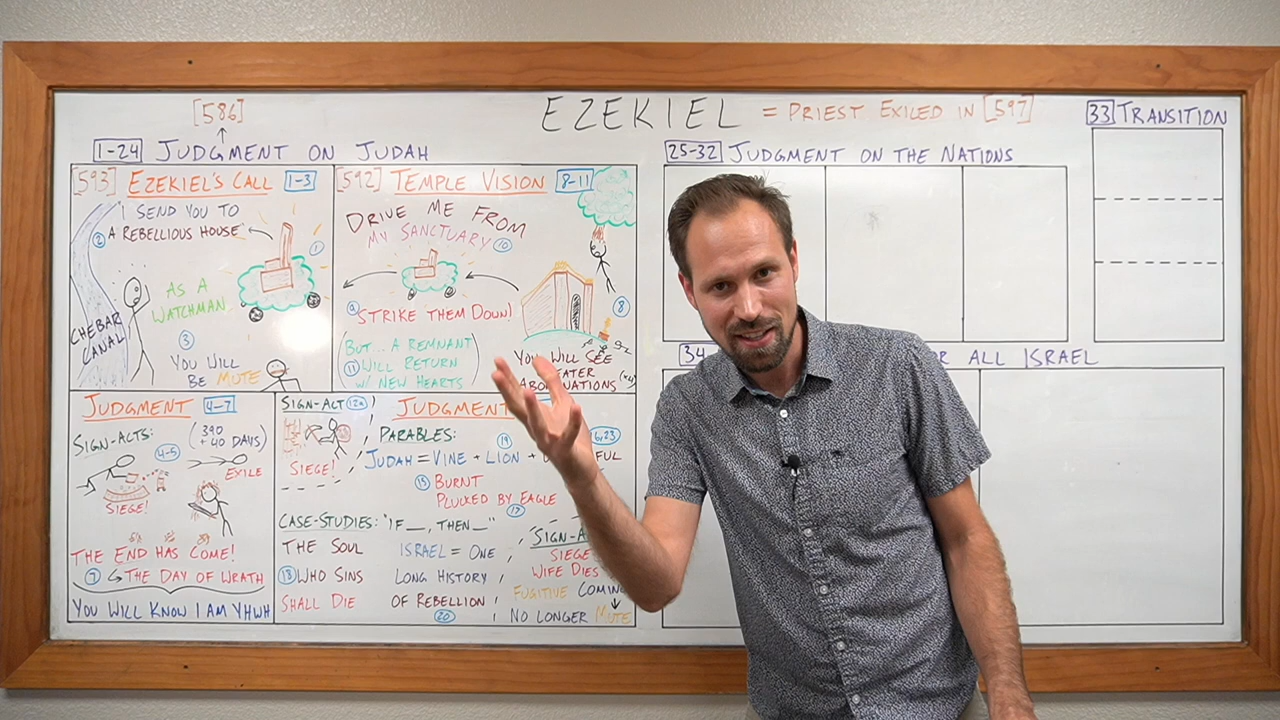 EZEKIEL = PRIEST EXILED IN [597]
[586]
1-24 JUDGMENT ON JUDAH
[593] EZEKIEL'S CALL 1-3
"I SEND YOU TO
2 A REBELLIOUS HOUSE"
1
AS A
WATCHMAN
CHEBAR
CANAL
3
YOU WILL
BE MUTE
[592] TEMPLE VISION 8-11
DRIVE ME FROM
MY SANCTUARY 10
9 STRIKE THEM DOWN!
8
(BUT... A REMNANT
11 WILL RETURN
W/ NEW HEARTS)
YOU WILL SEE
ABOMINATIONS
JUDGMENT 4-7
SIGN-ACTS: (390
+ 40 DAYS)
4-5
SIEGE!
EXILE
THE END HAS COME!
7 THE DAY OF WRATH
YOU WILL KNOW I AM YHWH
SIGN-ACT 12a
SIEGE!
JUDGMENT
PARABLES:
19
,23
JUDAH = VINE + LION +
15 BURNT
PLUCKED BY EAGLE
17
CASE-STUDIES: "IF __, THEN __"
THE SOUL
18 WHO SINS
SHALL DIE
ISRAEL = ONE
LONG HISTORY
OF REBELLION
20
SIEGE
WIFE DIES
FUGITIVE COMING
NO LONGER MUTE
25-32 JUDGMENT ON THE NATIONS
33 TRANSITION
34
ALL ISRAEL